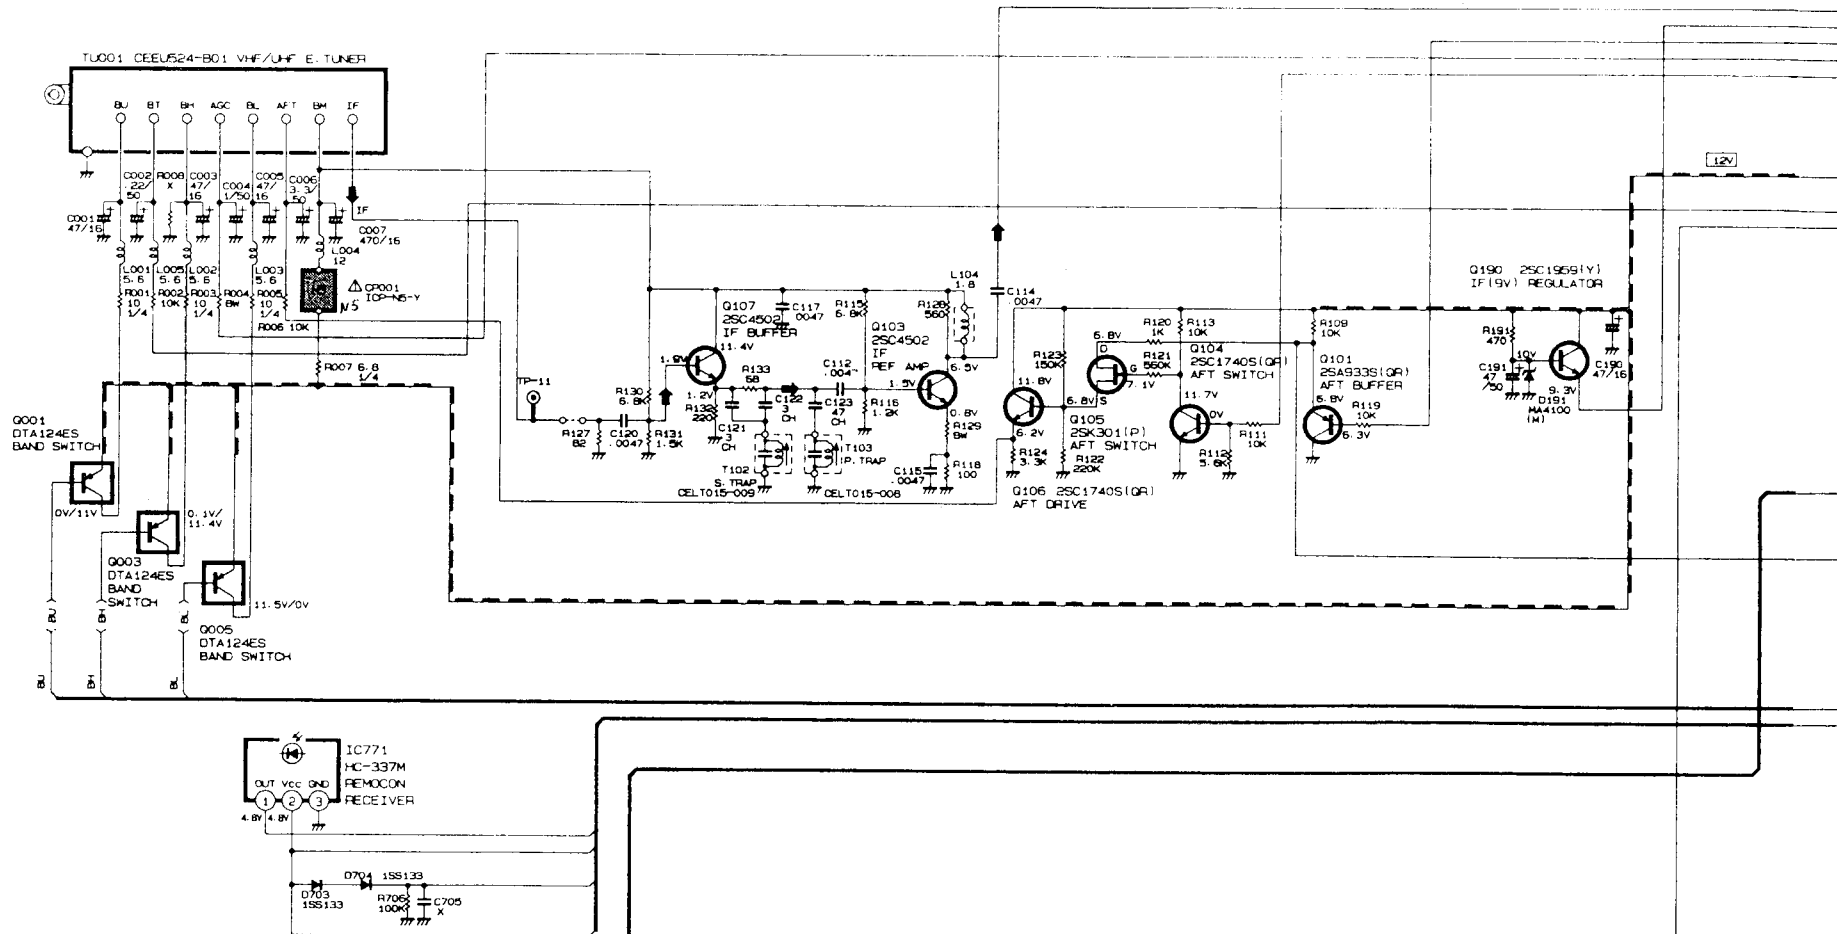 TU001 CEEU524-B01 VHF/UHF E. TUNER
BU BT BH AGC BL AFT BM IF
C002
.22/
50
R008
X
C003
47/
16
C004
1/50
C005
47/
16
C006
3.3/
50
C001
47/16
IF
C007
470/16
L004
12
L001
5.6
L005
5.6
L002
5.6
L003
5.6
R001
10
1/4
R002
10K
R003
10
1/4
R004
BW
R005
10
1/4
R006 10K
CP001
ICP-N5-Y
N5
R007 6.8
1/4
Q001
DTA124ES
BAND SWITCH
0V/11V
0.1V/
11.4V
Q003
DTA124ES
BAND
SWITCH
11.5V/0V
Q005
DTA124ES
BAND SWITCH
BU
BH
BL
BU
BH
BL
TP-11
R127
82
C120
.0047
R130
6.8K
R131
1.5K
1.9V
Q107
2SC4502
IF BUFFER
11.4V
1.2V
R132
220
R133
68
C121
3
CH
C122
3
CH
C123
47
CH
C117
.0047
T102
S. TRAP
CELT015-009
T103
P. TRAP
CELT015-008
C112
R115
6.8K
R116
1.2K
Q103
2SC4502
IF
REF AMP
1.5V
6.5V
0.8V
R128
560
R129
BW
R118
100
C115
.0047
L104
1.8
C114
.0047
R123
150K
11.8V
6.2V
R124
3.3K
Q106 2SC1740S(QR)
AFT DRIVE
6.8V
D
G
7.1V
6.8V S
Q105
2SK301(P)
AFT SWITCH
R122
220K
R120
1K
R113
10K
R121
560K
Q104
2SC1740S(QR)
AFT SWITCH
11.7V
0V
R112
5.6K
R111
10K
R109
10K
Q101
2SA933S(QR)
AFT BUFFER
5.8V
R119
10K
6.3V
Q190 2SC1959(Y)
IF(9V) REGULATOR
R191
470
10V
C191
47
/50
D191
MA4100
(M)
9.3V
C190
47/16
12V
IC771
HC-337M
REMOCON
RECEIVER
OUT VCC GND
1 2 3
4.8V 4.8V
D703
1SS133
D704 1SS133
R706
100K
C705
X